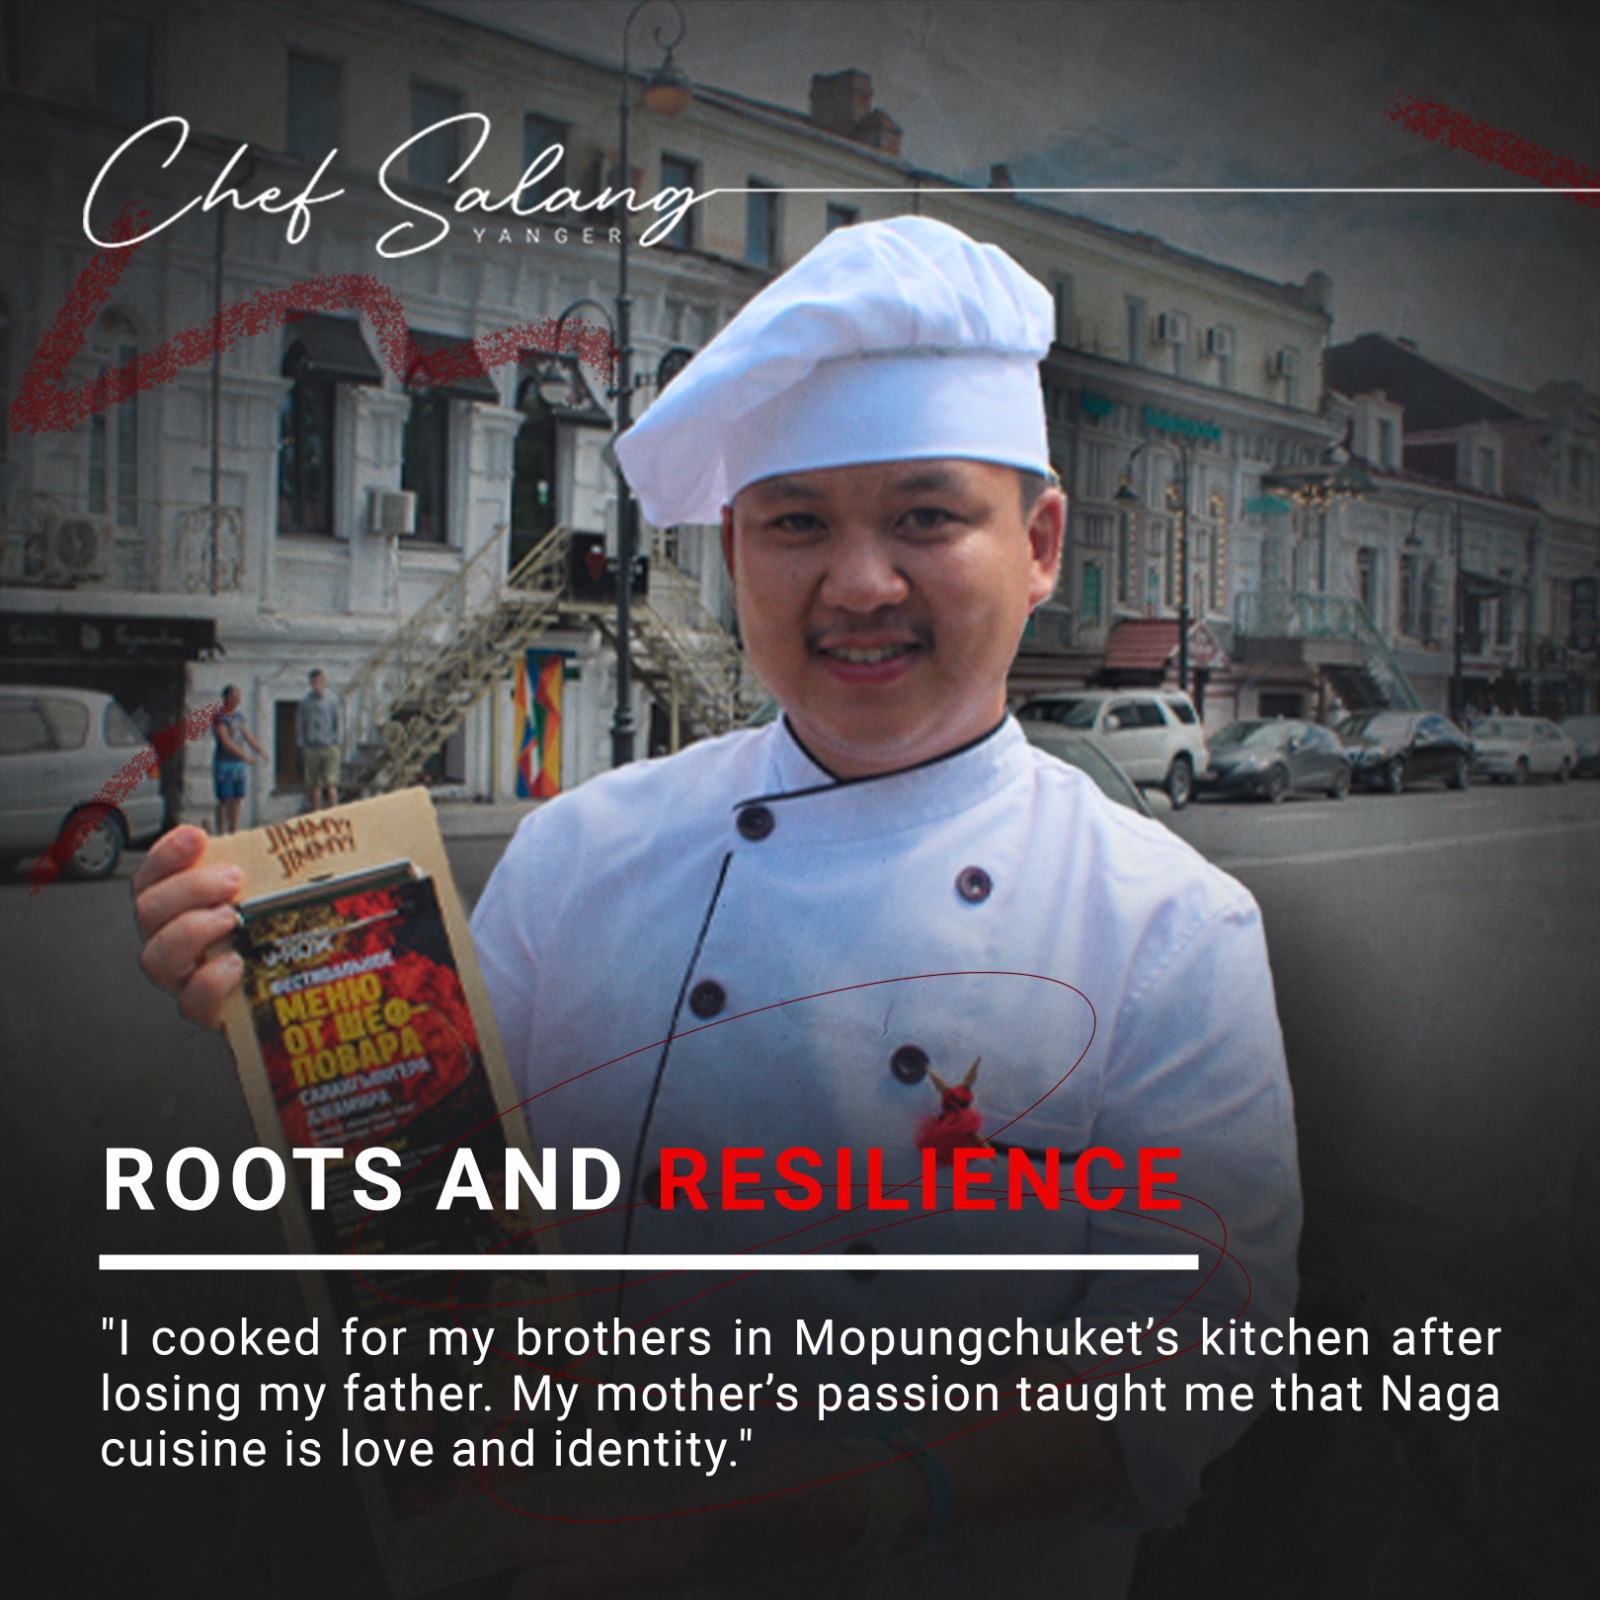 Chef Salang
YANGER
JIMMY!
JIMMY!
ФЕСТИВАЛЬНОЕ
МЕНЮ
ОТ ШЕФ-
ПОВАРА
ROOTS AND RESILIENCE
"I cooked for my brothers in Mopungchuket’s kitchen after
losing my father. My mother’s passion taught me that Naga
cuisine is love and identity."